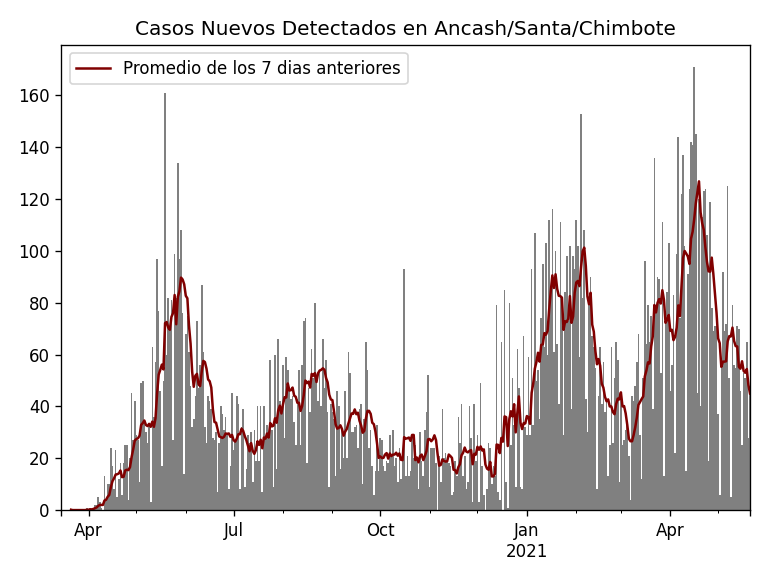 Casos Nuevos Detectados en Ancash/Santa/Chimbote
Promedio de los 7 dias anteriores
160
140
120
100
80
60
40
20
0
Apr
Jul
Oct
Jan
2021
Apr